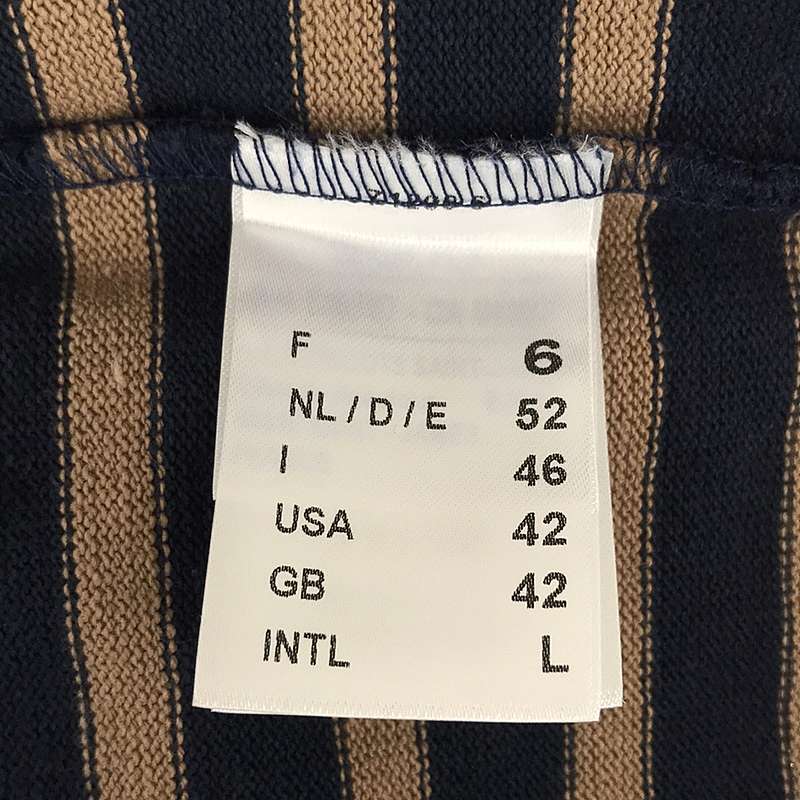 F 6
NL / D / E 52
I 46
USA 42
GB 42
INTL L